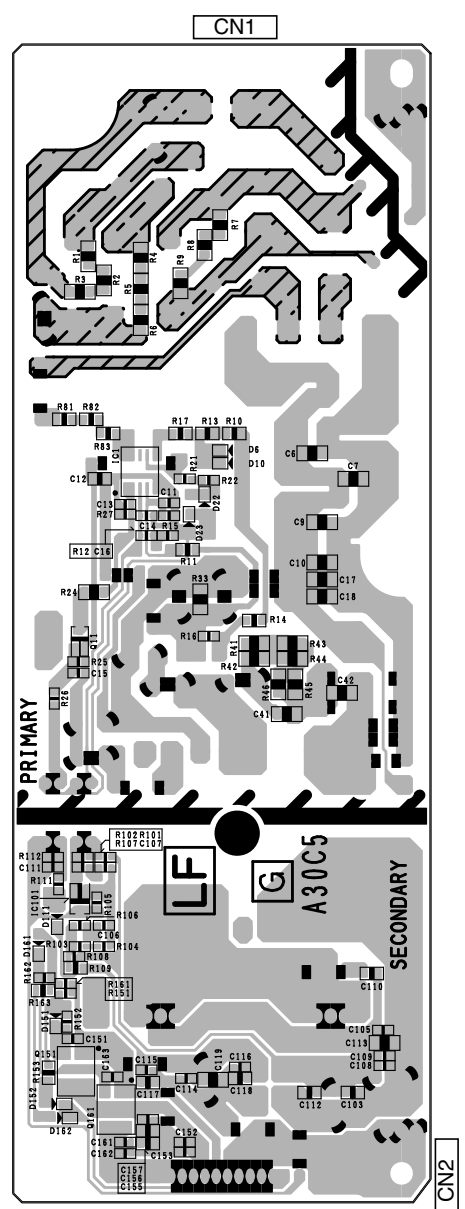 CN1
R7
R8
R1
R4
R9
R2
R3
R5
R6
R81 R82
R83
R17 R13 R10
IC1
D6
D10
C6
C7
R21
R22
C12
C11
D22
C13
R27
D23
C9
C14 R15
R12 C16
R11
C10
C17
C18
R24
R33
R14
Q11
R16
R41
R43
R42
R44
R25
C15
R26
R46
R45
C42
C41
PRIMARY
R112
C111
R102 R101
R107 C107
R111
IC101
R105
LF
G
A30C5
SECONDARY
D111
R106
C106
D161
R103
R104
R108
R109
R162
R163
R161
R151
C110
D151
R152
C151
C105
C113
C109
C108
Q151
C163
C115
C119
C116
R153
C117
C114
C118
C112
C103
D152
D162
Q161
C161
C162
C152
C153
C157
C156
C155
CN2